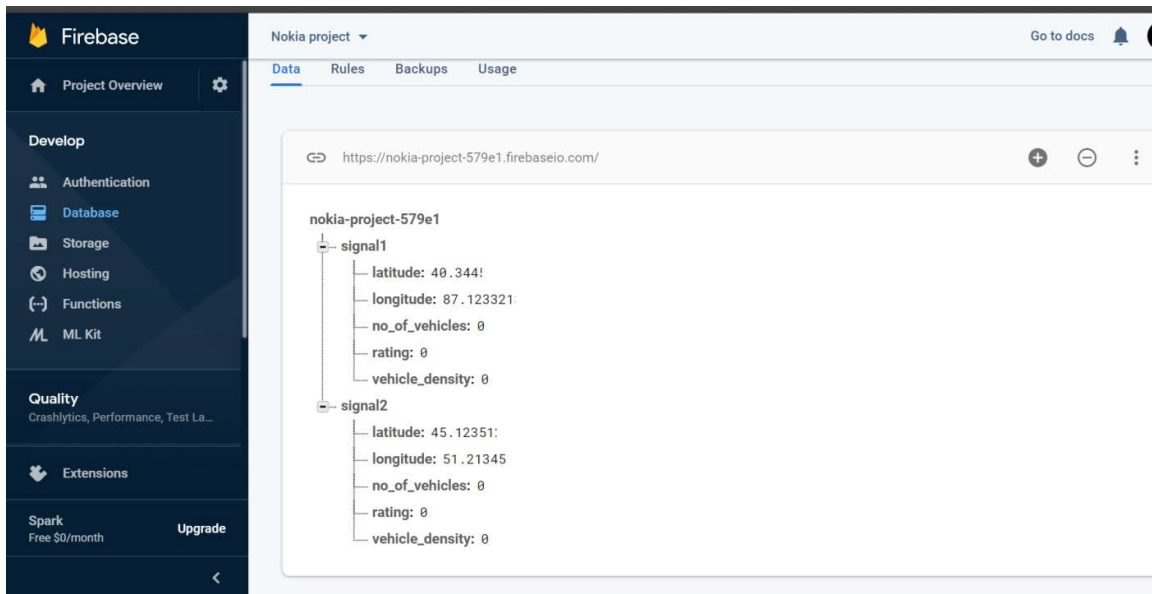 Firebase
Project Overview
Develop
Authentication
Database
Storage
Hosting
Functions
ML Kit
Quality
Crashlytics, Performance, Test La...
Extensions
Spark
Free $0/month
Upgrade
Nokia project
Go to docs
Data Rules Backups Usage
https://nokia-project-579e1.firebaseio.com/
nokia-project-579e1
signal1
latitude: 40.344
longitude: 87.123321
no_of_vehicles: 0
rating: 0
vehicle_density: 0
signal2
latitude: 45.12351
longitude: 51.21345
no_of_vehicles: 0
rating: 0
vehicle_density: 0